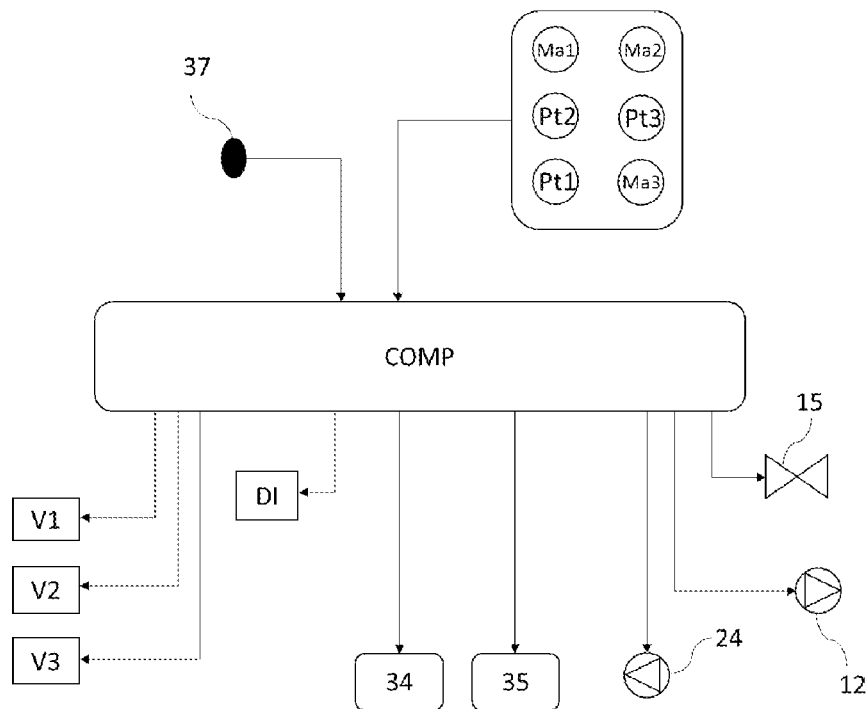 37
Ma1 Ma2
Pt2 Pt3
Pt1 Ma3
COMP
15
DI
V1
V2
V3
34
35
24
12